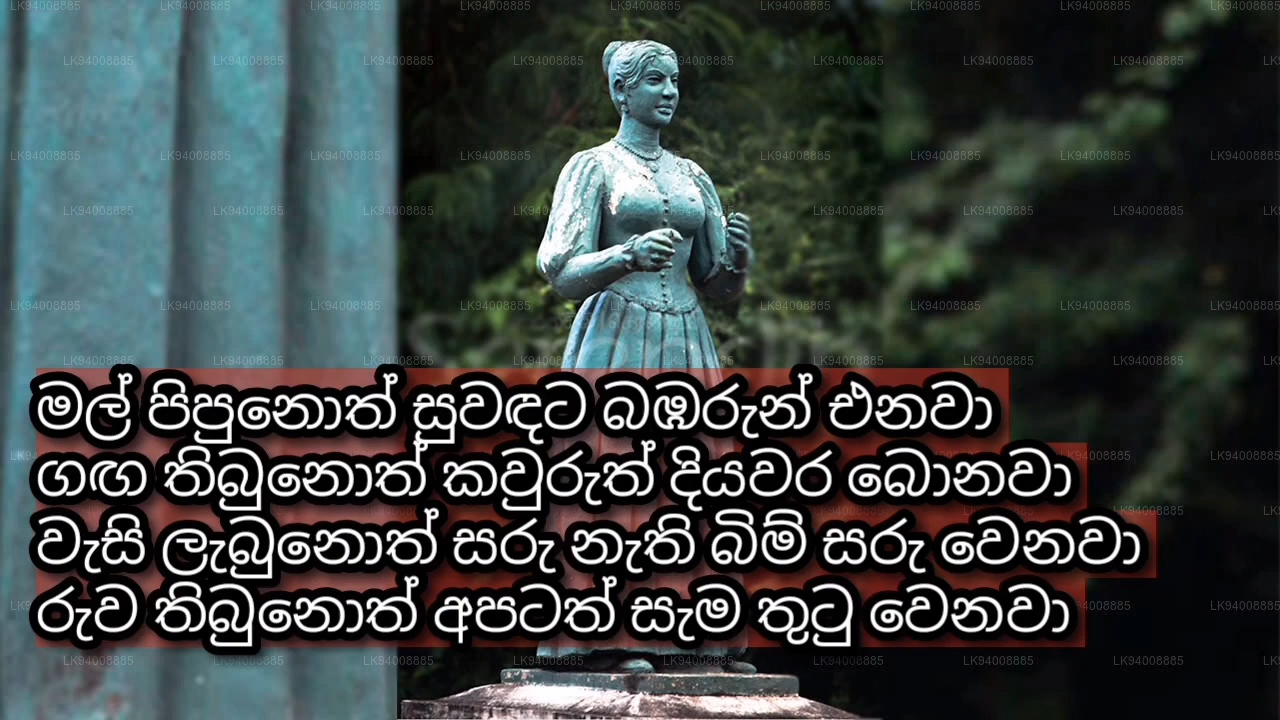 මල් පිපුනොත් සුවඳට බඹරුන් එනවා
ගඟ තිබුනොත් කවුරුත් දියවර බොනවා
වැසි ලැබුනොත් සරු නැති බිම් සරු වෙනවා
රුව තිබුනොත් අපටත් සැම තුටු වෙනවා
LK94008885